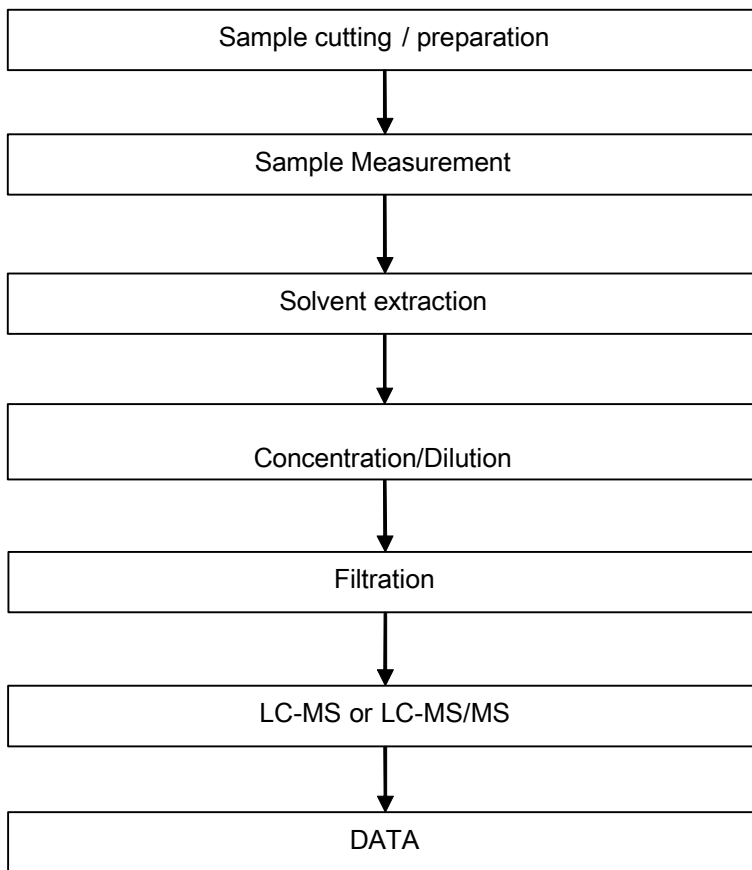 Sample cutting / preparation
Sample Measurement
Solvent extraction
Concentration/Dilution
Filtration
LC-MS or LC-MS/MS
DATA